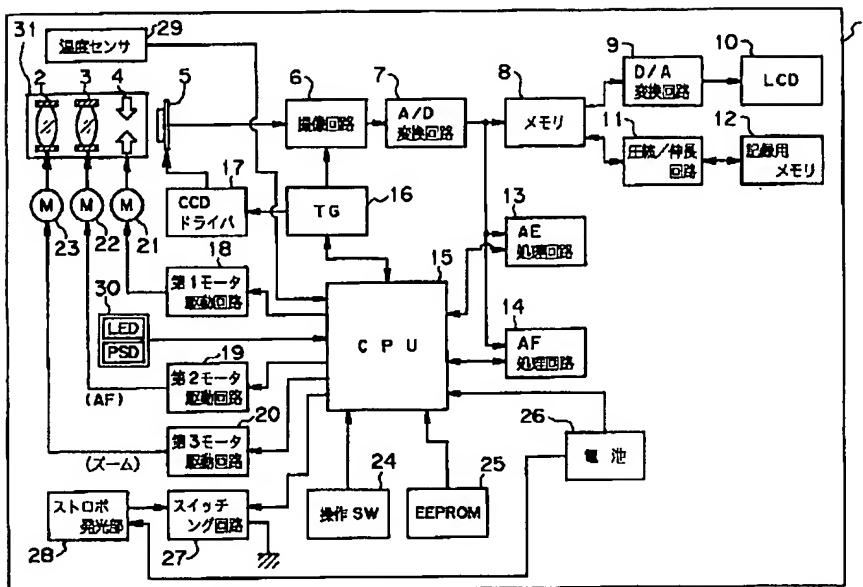 31
温度センサ
29
2
3
4
5
6
撮像回路
7
A/D
変換回路
8
メモリ
9
D/A
変換回路
10
LCD
11
圧縮/伸長
回路
12
記録用
メモリ
M
M
M
23
22
21
17
CCD
ドライバ
TG
16
13
AE
処理回路
18
第1モータ
駆動回路
15
CPU
14
AF
処理回路
30
LED
PSD
19
第2モータ
駆動回路
(AF)
20
第3モータ
駆動回路
(ズーム)
24
操作SW
25
EEPROM
26
電池
ストロボ
発光部
28
スイッチ
ング回路
27